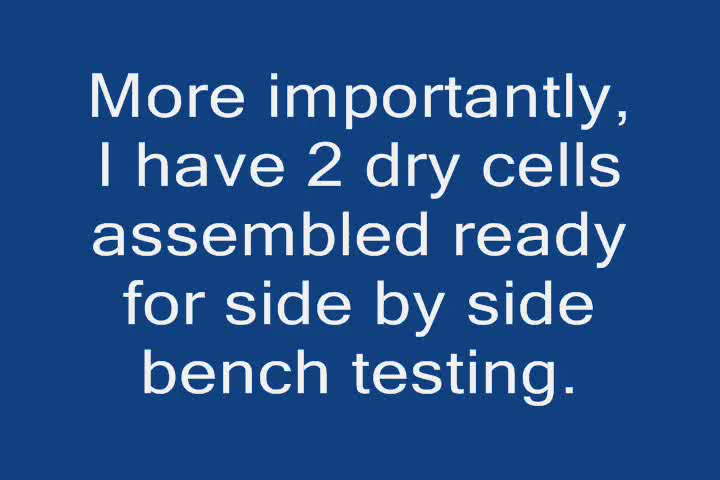 More importantly,
I have 2 dry cells
assembled ready
for side by side
bench testing.